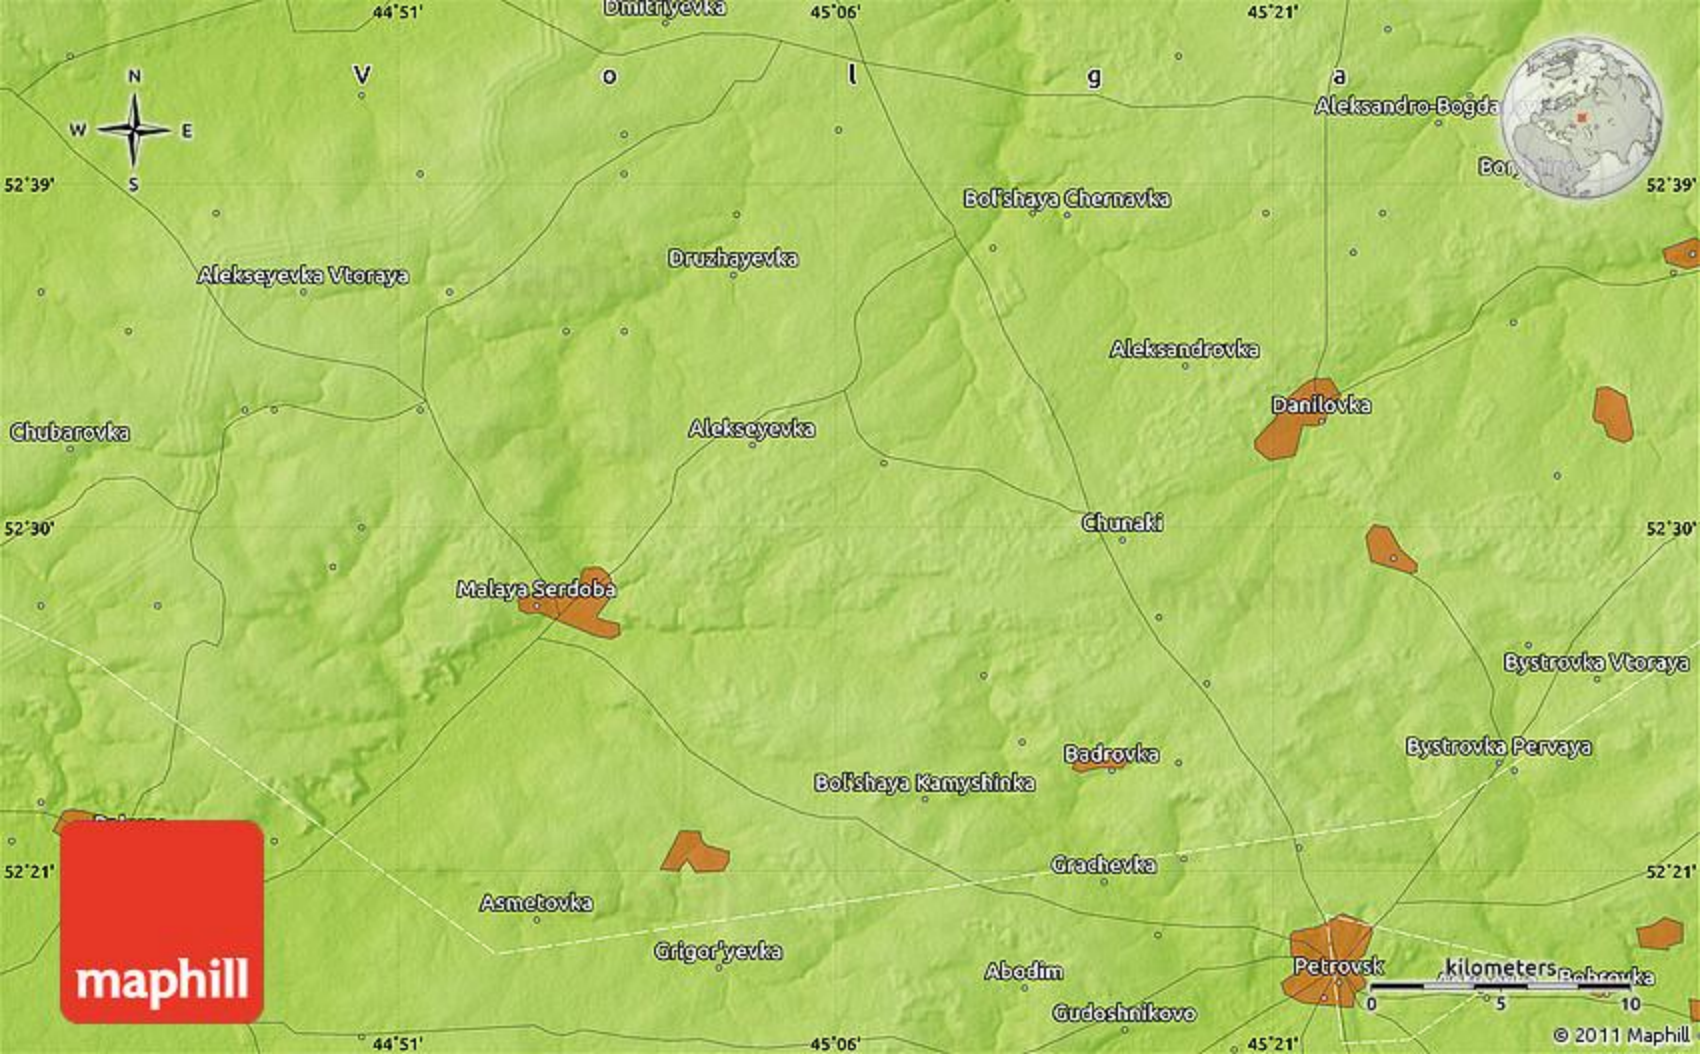 Dmitriyevka
44°51'
45°06'
45°21'
V o l g a
N
W E
S
Aleksandro-Bogda
52°39'
52°39'
Bol'shaya Chernavka
Druzhayevka
Alekseyevka Vtoraya
Aleksandrovka
Danilovka
Chubarovka
Alekseyevka
52°30'
52°30'
Chunaki
Malaya Serdoba
Bystrovka Vtoraya
Bystrovka Pervaya
Badrovka
Bol'shaya Kamyshinka
Grachevka
52°21'
52°21'
Asmetovka
Grigor'yevka
Abodim
Petrovsk
kilometers
Bobrovka
0 5 10
maphill
Gudoshnikovo
© 2011 Maphill
44°51'
45°06'
45°21'